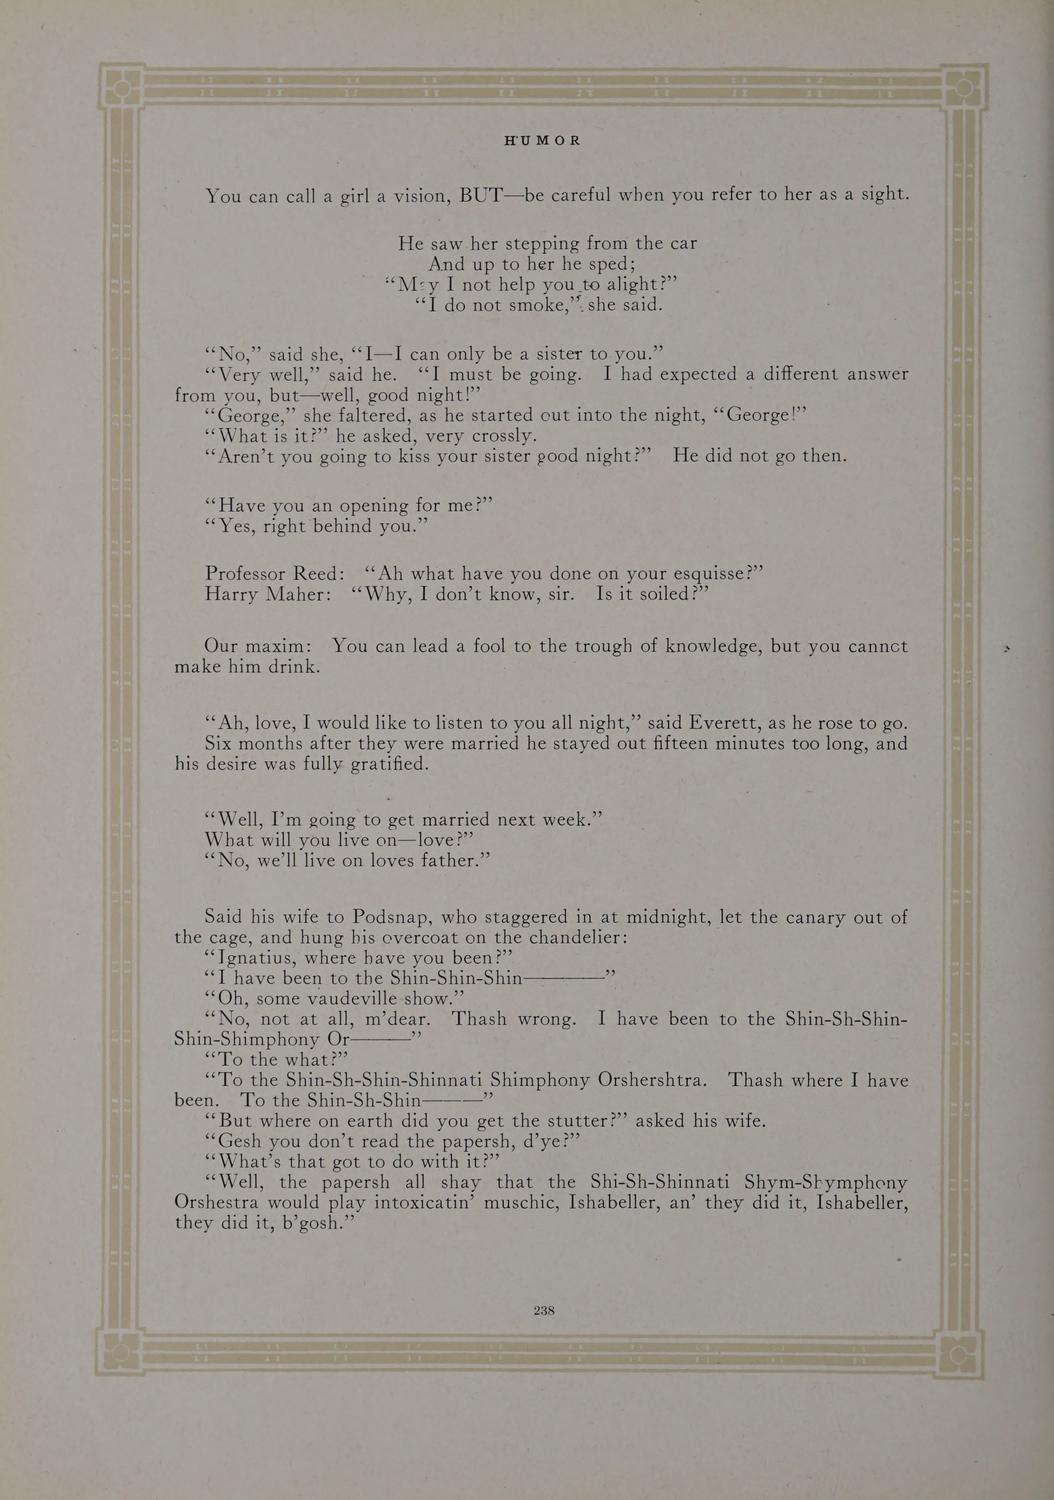 HUMOR
You can call a girl a vision, BUT—be careful when you refer to her as a sight.
He saw her stepping from the car
And up to her he sped;
“May I not help you to alight?”
“I do not smoke,” she said.
“No,” said she, “I—I can only be a sister to you.”
“Very well,” said he. “I must be going. I had expected a different answer
from you, but—well, good night!”
“George,” she faltered, as he started out into the night, “George!”
“What is it?” he asked, very crossly.
“Aren’t you going to kiss your sister good night?” He did not go then.
“Have you an opening for me?”
“Yes, right behind you.”
Professor Reed: “Ah what have you done on your esquisse?”
Harry Maher: “Why, I don’t know, sir. Is it soiled?”
Our maxim: You can lead a fool to the trough of knowledge, but you cannot
make him drink.
“Ah, love, I would like to listen to you all night,” said Everett, as he rose to go.
Six months after they were married he stayed out fifteen minutes too long, and
his desire was fully gratified.
“Well, I’m going to get married next week.”
What will you live on—love?”
“No, we’ll live on loves father.”
Said his wife to Podsnap, who staggered in at midnight, let the canary out of
the cage, and hung his overcoat on the chandelier:
“Ignatius, where have you been?”
“I have been to the Shin-Shin-Shin————”
“Oh, some vaudeville show.”
“No, not at all, m’dear. Thash wrong. I have been to the Shin-Sh-Shin-
Shin-Shimphony Or———”
“To the what?”
“To the Shin-Sh-Shin-Shinnati Shimphony Orshershtra. Thash where I have
been. To the Shin-Sh-Shin———”
“But where on earth did you get the stutter?” asked his wife.
“Gesh you don’t read the papersh, d’ye?”
“What’s that got to do with it?”
“Well, the papersh all shay that the Shi-Sh-Shinnati Shym-Shymphony
Orshestra would play intoxicatin’ muschic, Ishabeller, an’ they did it, Ishabeller,
they did it, b’gosh.”
238